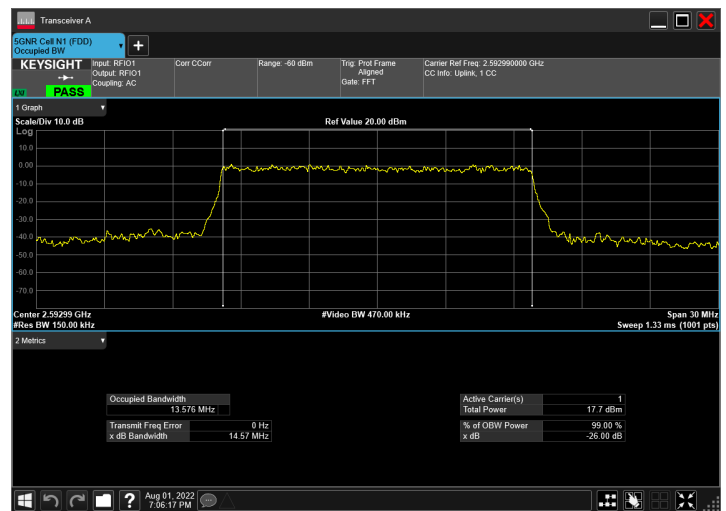 Transceiver A
5GNR Cell N1 (FDD)
Occupied BW
KEYSIGHT
LXI
PASS
Input: RFIO1
Output: RFIO1
Coupling: AC
Corr CCorr
Range: -60 dBm
Trig: Prot Frame
Aligned
Gate: FFT
Carrier Ref Freq: 2.592990000 GHz
CC Info: Uplink, 1 CC
1 Graph
Scale/Div 10.0 dB
Ref Value 20.00 dBm
Log
10.0
0.00
-10.0
-20.0
-30.0
-40.0
-50.0
-60.0
-70.0
Center 2.59299 GHz
#Video BW 470.00 kHz
Span 30 MHz
#Res BW 150.00 kHz
Sweep 1.33 ms (1001 pts)
2 Metrics
Occupied Bandwidth
13.576 MHz
Transmit Freq Error 0 Hz
x dB Bandwidth 14.57 MHz
Active Carrier(s) 1
Total Power 17.7 dBm
% of OBW Power 99.00 %
x dB -26.00 dB
Aug 01, 2022
7:06:17 PM